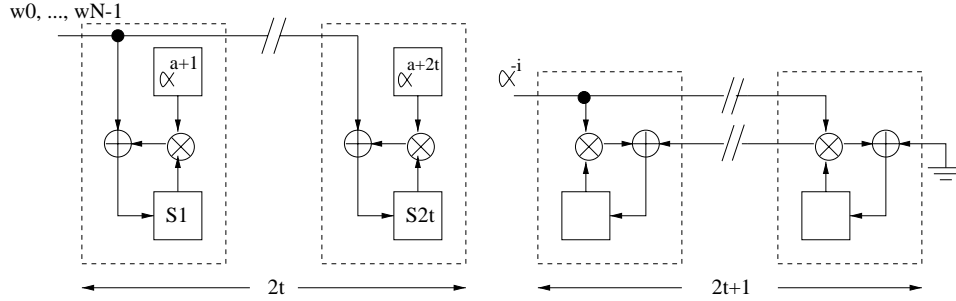 w0, ..., wN-1
∝^a+1
∝^a+2t
∝^-i
S1
S2t
2t
2t+1